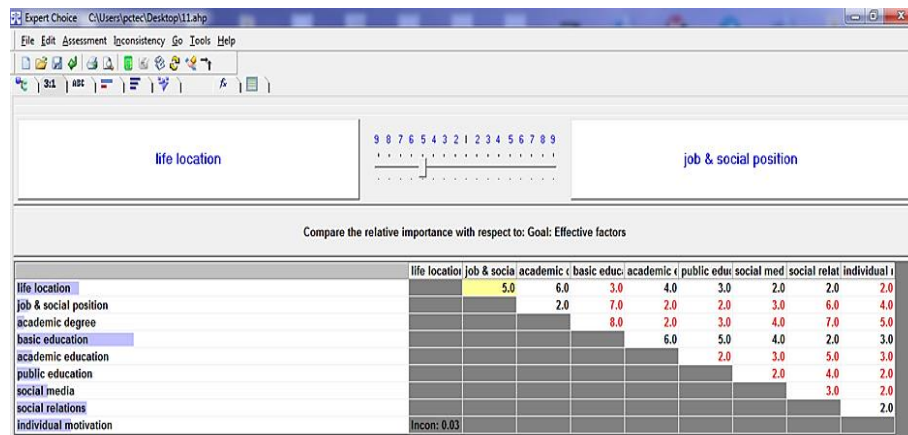 Expert Choice C:\Users\pctec\Desktop\11.ahp
File Edit Assessment Inconsistency Go Tools Help
3:1 ABC fx
9 8 7 6 5 4 3 2 1 2 3 4 5 6 7 8 9
life location job & social position
Compare the relative importance with respect to: Goal: Effective factors
life location job & socia academic basic educ academic public edu social med social relat individual
life location 5.0 6.0 3.0 4.0 3.0 2.0 2.0 2.0
job & social position 2.0 7.0 2.0 2.0 3.0 6.0 4.0
academic degree 8.0 2.0 3.0 4.0 7.0 5.0
basic education 6.0 5.0 4.0 2.0 3.0
academic education 2.0 3.0 5.0 3.0
public education 2.0 4.0 2.0
social media 3.0 2.0
social relations 2.0
individual motivation Incon: 0.03